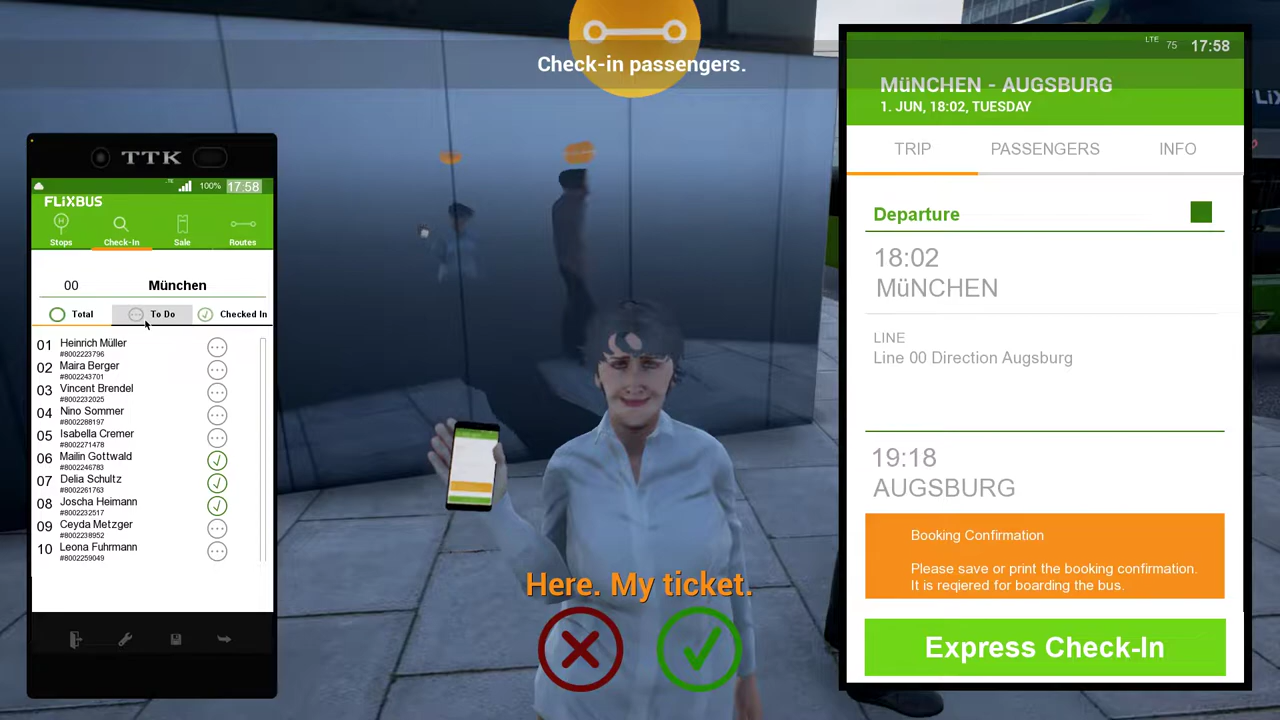 Check-in passengers.
TTK
100% 17:58
FLiXBUS
Stops Check-In Sale Routes
00 München
Total To Do Checked In
01 Heinrich Müller
#8002223796
02 Maira Berger
#8002243701
03 Vincent Brendel
#8002232025
04 Nino Sommer
#8002288197
05 Isabella Cremer
#8002271478
06 Mailin Gottwald
#8002246783
07 Delia Schultz
#8002261763
08 Joscha Heimann
#8002232517
09 Ceyda Metzger
#8002238952
10 Leona Fuhrmann
#8002259049
Here. My ticket.
LTE 75 17:58
MüNCHEN - AUGSBURG
1. JUN, 18:02, TUESDAY
TRIP PASSENGERS INFO
Departure
18:02
MüNCHEN
LINE
Line 00 Direction Augsburg
19:18
AUGSBURG
Booking Confirmation
Please save or print the booking confirmation.
It is reqiered for boarding the bus.
Express Check-In